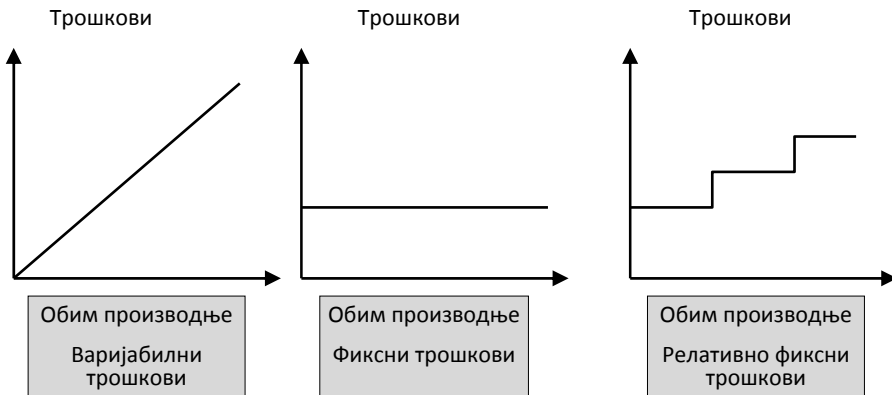 Трошкови
Трошкови
Трошкови
Обим производње
Варијабилни
трошкови
Обим производње
Фиксни трошкови
Обим производње
Релативно фиксни
трошкови